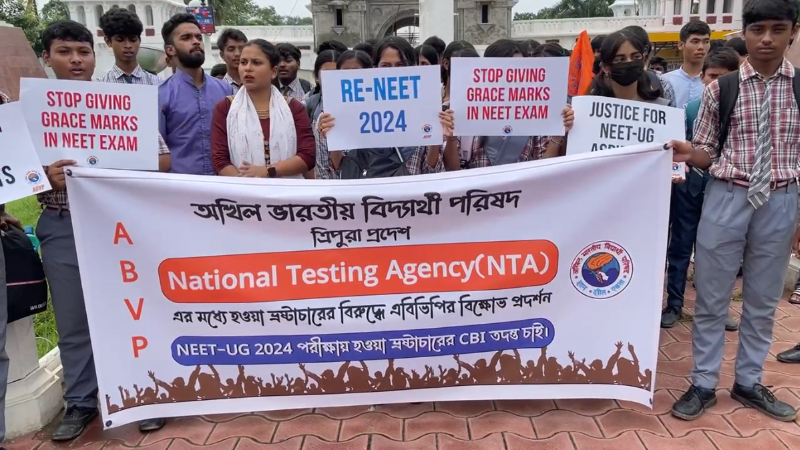 STOP GIVING
GRACE MARKS
IN NEET EXAM
ABVP
RE-NEET
2024
STOP GIVING
GRACE MARKS
IN NEET EXAM
JUSTICE FOR
NEET-UG
S
ABVP
অখিল ভারতীয় বিদ্যার্থী পরিষদ
ত্রিপুরা প্রদেশ
National Testing Agency(NTA)
এর মধ্যে হওয়া ভ্রষ্টাচারের বিরুদ্ধে এবিভিপির বিক্ষোভ প্রদর্শন
NEET-UG 2024 পরীক্ষায় হওয়া ভ্রষ্টাচারের CBI তদন্ত চাই।